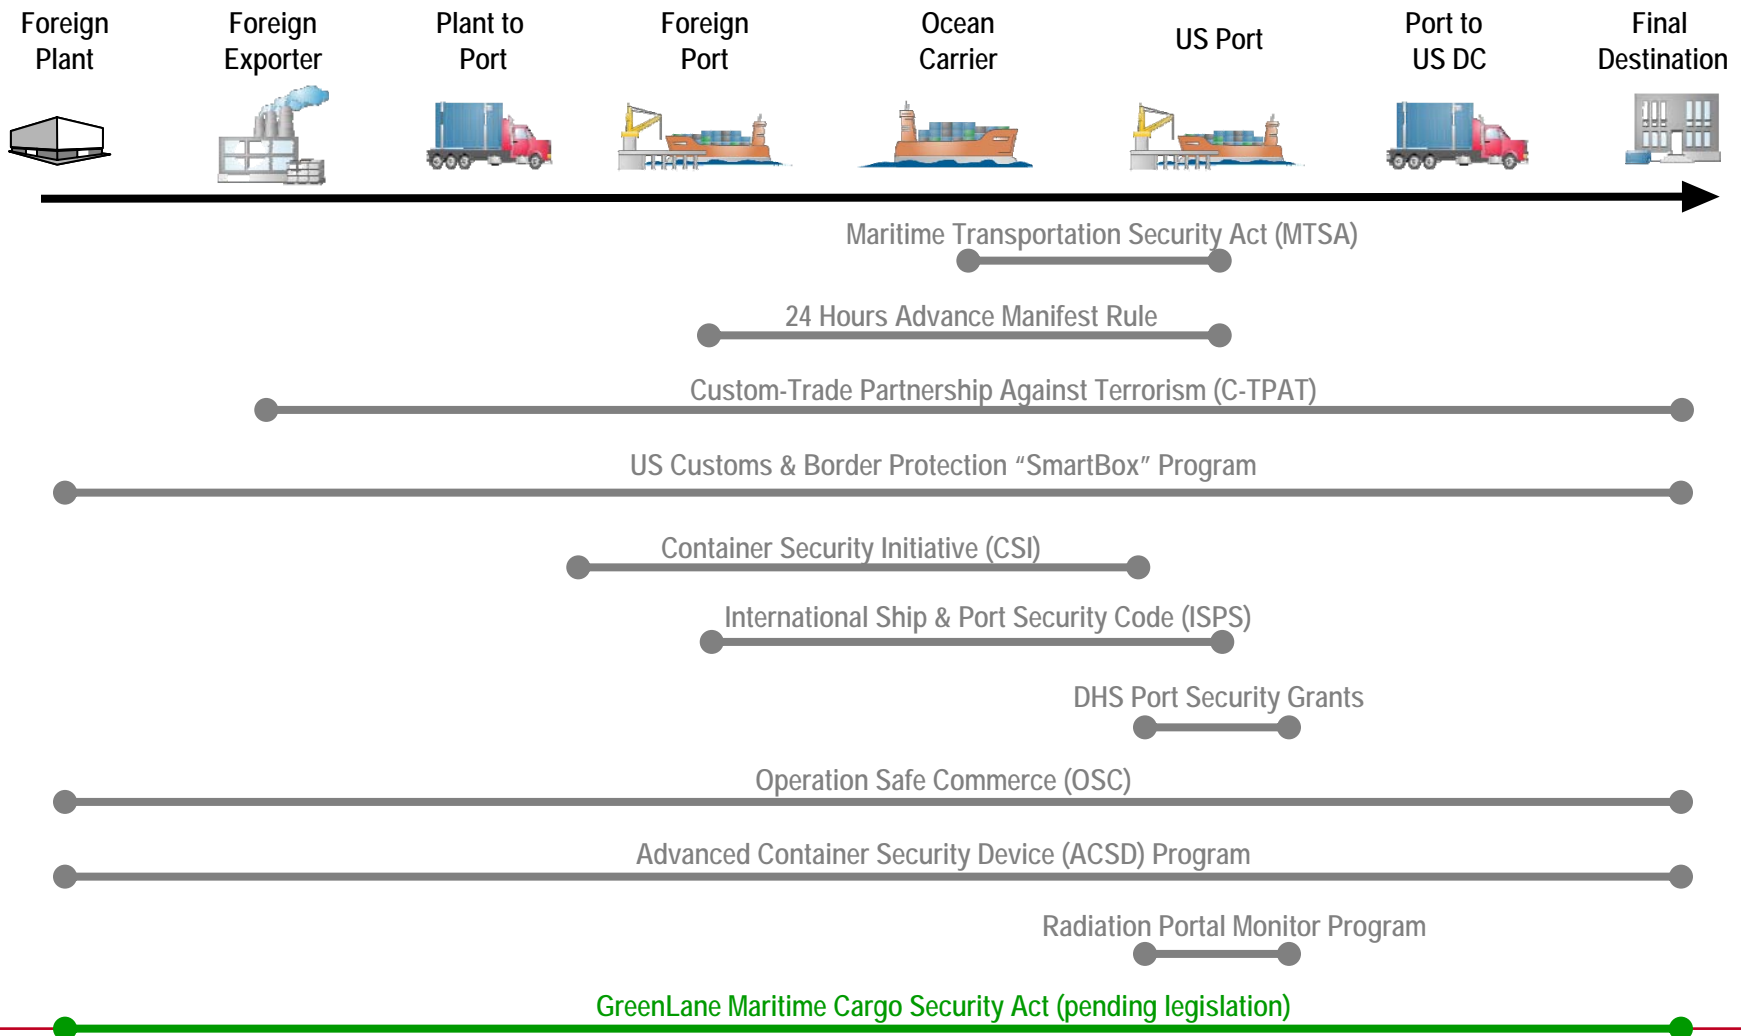 Foreign
Plant
Foreign
Exporter
Plant to
Port
Foreign
Port
Ocean
Carrier
US Port
Port to
US DC
Final
Destination
Maritime Transportation Security Act (MTSA)
24 Hours Advance Manifest Rule
Custom-Trade Partnership Against Terrorism (C-TPAT)
US Customs & Border Protection “SmartBox” Program
Container Security Initiative (CSI)
International Ship & Port Security Code (ISPS)
DHS Port Security Grants
Operation Safe Commerce (OSC)
Advanced Container Security Device (ACSD) Program
Radiation Portal Monitor Program
GreenLane Maritime Cargo Security Act (pending legislation)